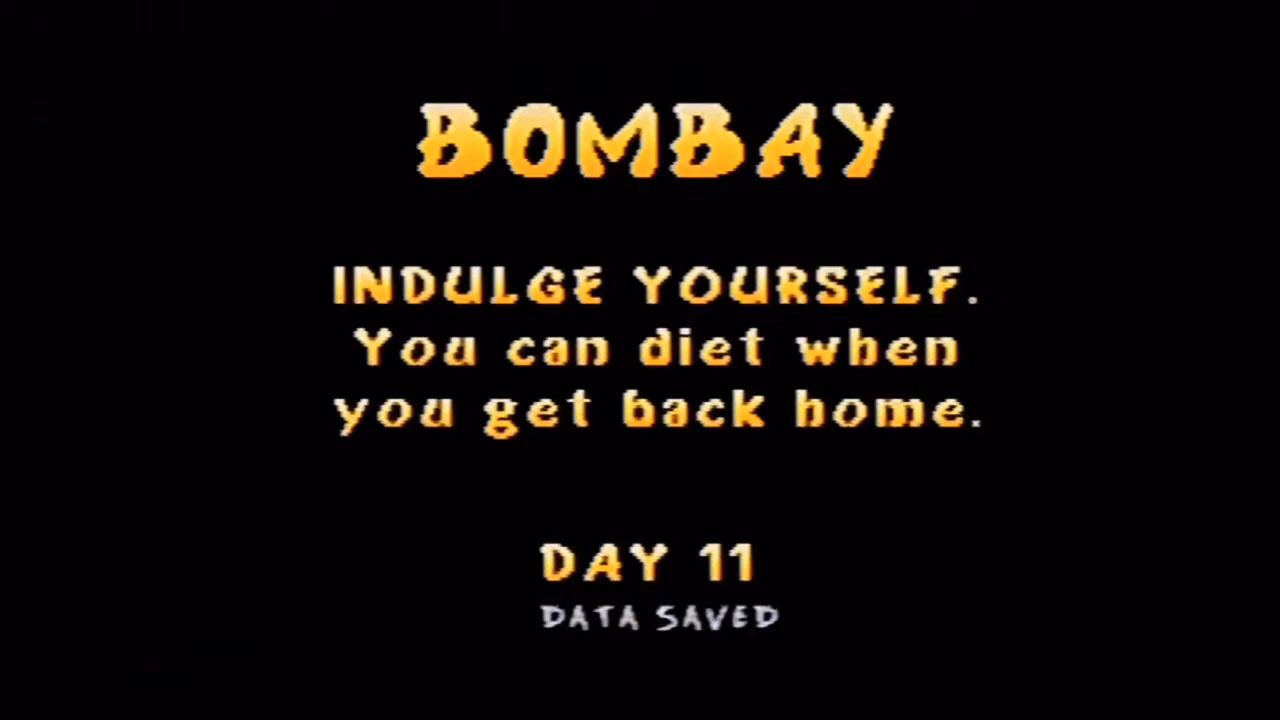 BOMBAY
INDULGE YOURSELF.
You can diet when
you get back home.
DAY 11
DATA SAVED